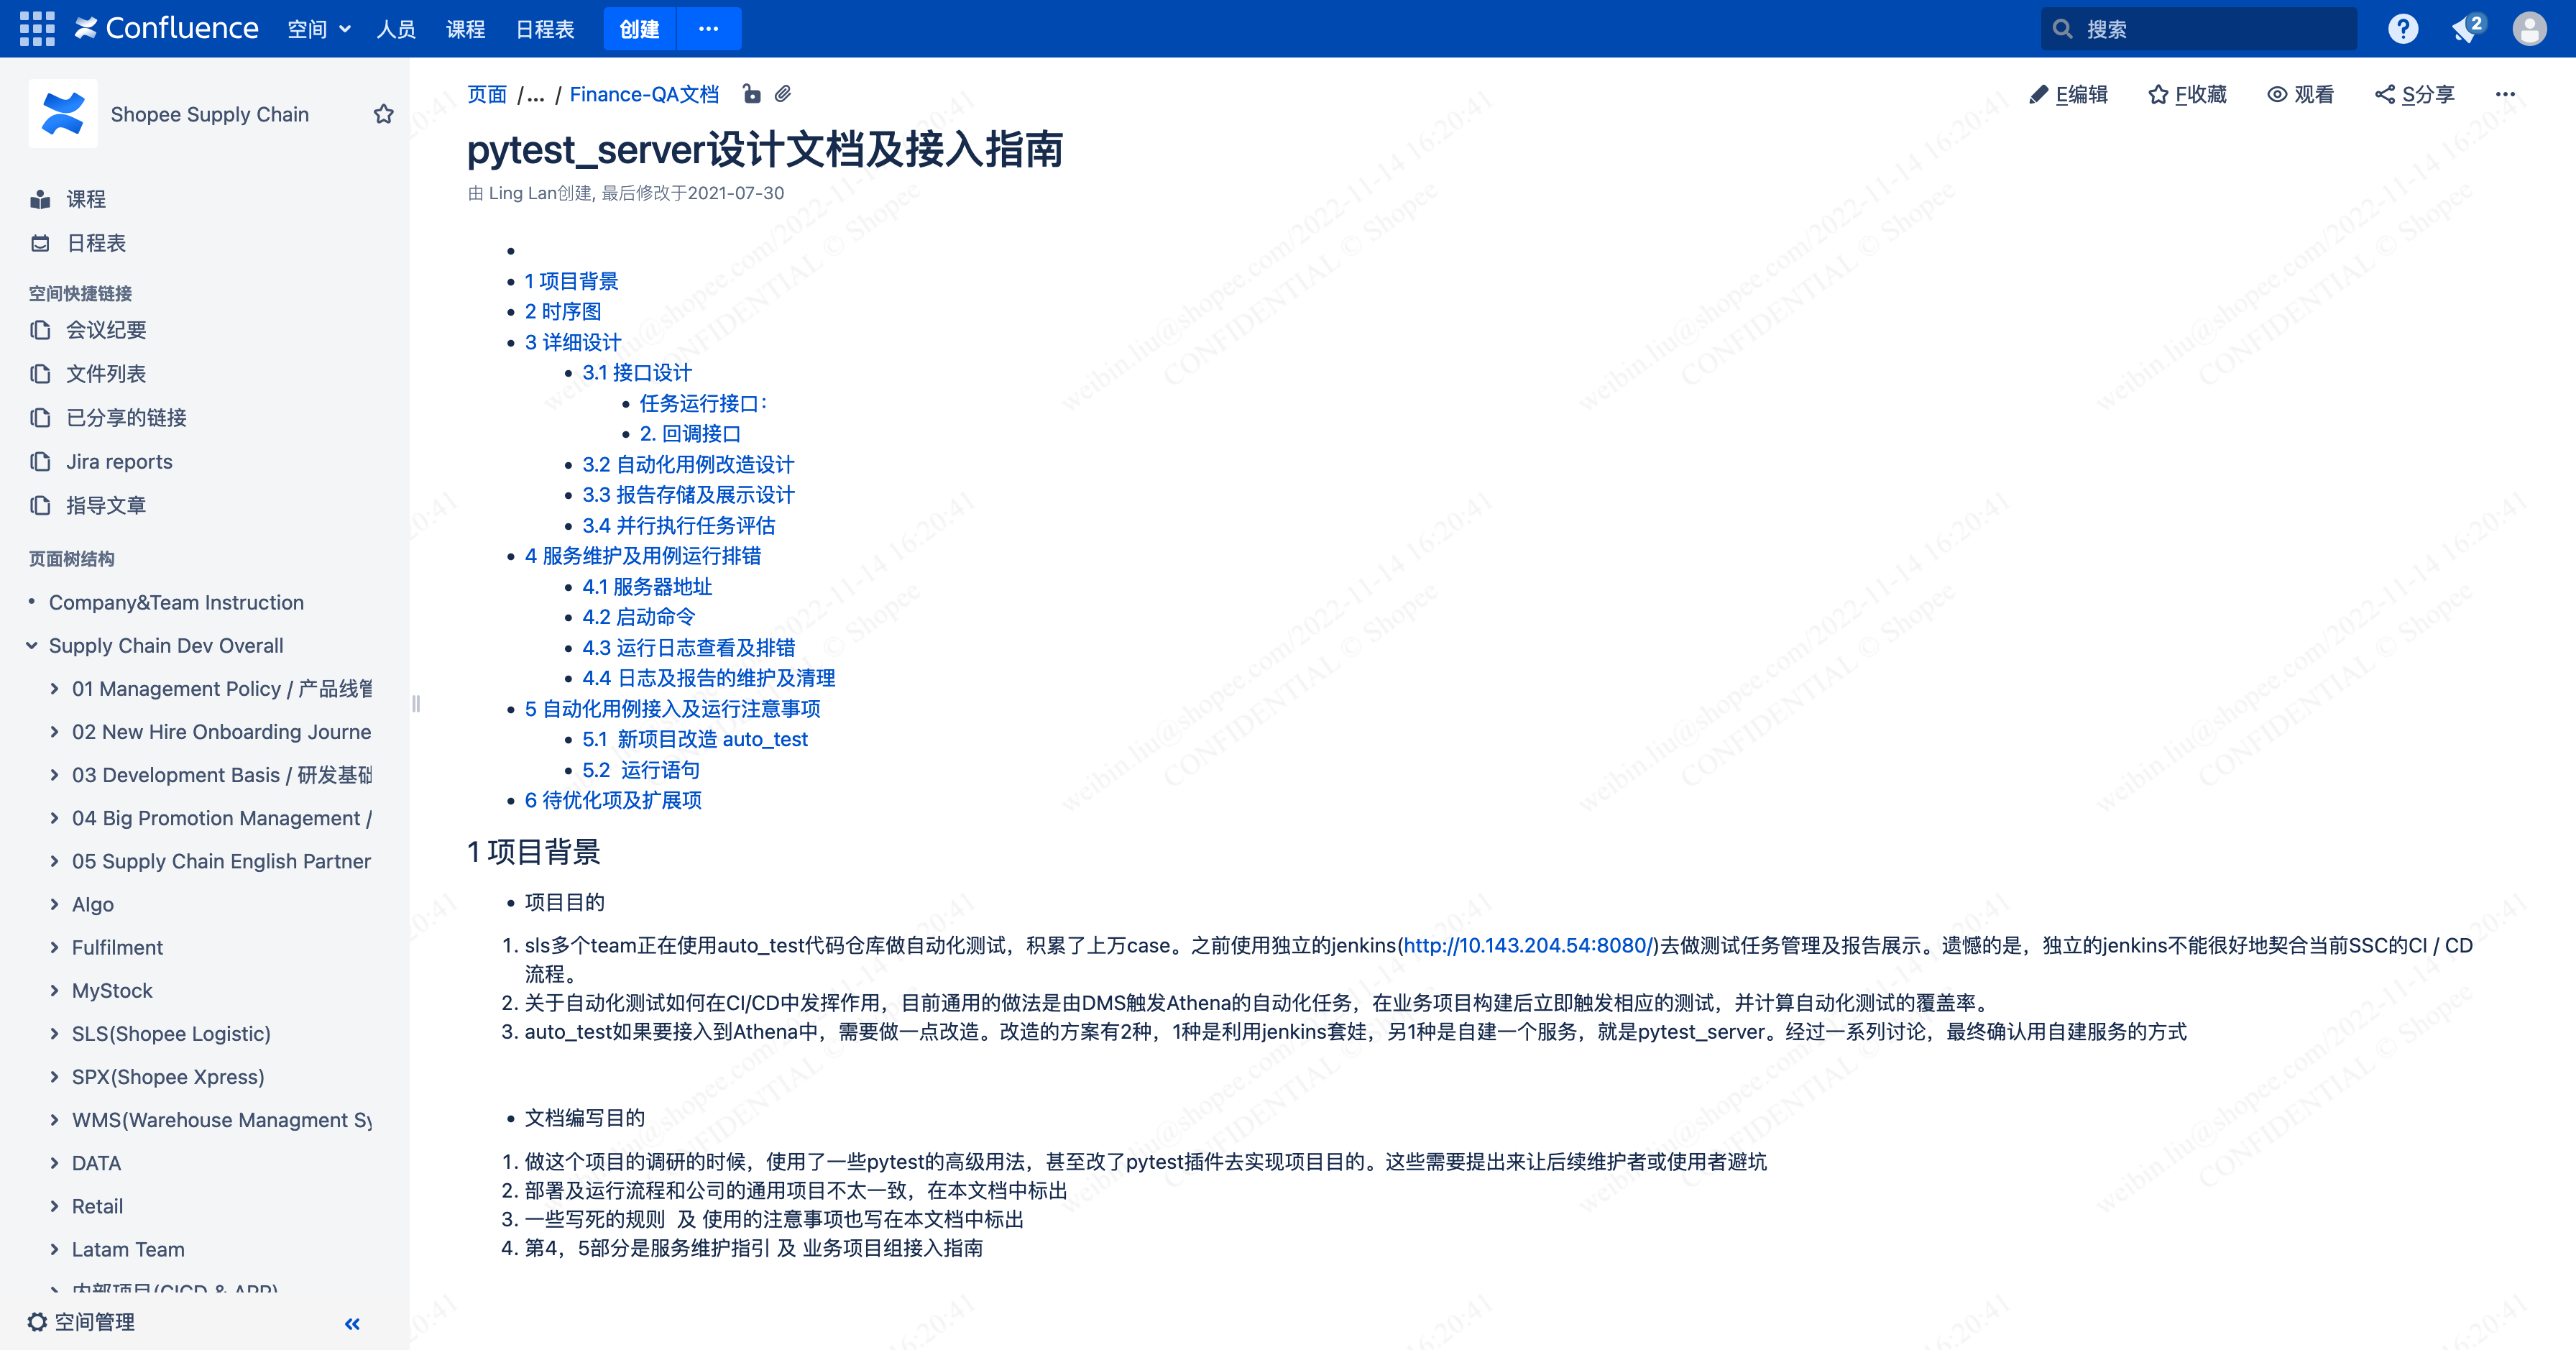 Confluence 空间 人员 课程 日程表 创建 ··· 搜索 2
Shopee Supply Chain
课程
日程表
空间快捷链接
会议纪要
文件列表
已分享的链接
Jira reports
指导文章
页面树结构
Company&Team Instruction
Supply Chain Dev Overall
01 Management Policy / 产品线管
02 New Hire Onboarding Journe
03 Development Basis / 研发基础
04 Big Promotion Management /
05 Supply Chain English Partner
Algo
Fulfilment
MyStock
SLS(Shopee Logistic)
SPX(Shopee Xpress)
WMS(Warehouse Managment Sy
DATA
Retail
Latam Team
内部项目(CICD & APP)
空间管理
页面 /... / Finance-QA文档
E编辑 F收藏 观看 S分享 ···
pytest_server设计文档及接入指南
由 Ling Lan创建, 最后修改于2021-07-30
1 项目背景
2 时序图
3 详细设计
3.1 接口设计
任务运行接口：
2. 回调接口
3.2 自动化用例改造设计
3.3 报告存储及展示设计
3.4 并行执行任务评估
4 服务维护及用例运行排错
4.1 服务器地址
4.2 启动命令
4.3 运行日志查看及排错
4.4 日志及报告的维护及清理
5 自动化用例接入及运行注意事项
5.1 新项目改造 auto_test
5.2 运行语句
6 待优化项及扩展项
1 项目背景
项目目的
1. sls多个team正在使用auto_test代码仓库做自动化测试，积累了上万case。之前使用独立的jenkins(http://10.143.204.54:8080/)去做测试任务管理及报告展示。遗憾的是，独立的jenkins不能很好地契合当前SSC的CI / CD
流程。
2. 关于自动化测试如何在CI/CD中发挥作用，目前通用的做法是由DMS触发Athena的自动化任务，在业务项目构建后立即触发相应的测试，并计算自动化测试的覆盖率。
3. auto_test如果要接入到Athena中，需要做一点改造。改造的方案有2种，1种是利用jenkins套娃，另1种是自建一个服务，就是pytest_server。经过一系列讨论，最终确认用自建服务的方式
文档编写目的
1. 做这个项目的调研的时候，使用了一些pytest的高级用法，甚至改了pytest插件去实现项目目的。这些需要提出来让后续维护者或使用者避坑
2. 部署及运行流程和公司的通用项目不太一致，在本文档中标出
3. 一些写死的规则 及 使用的注意事项也写在本文档中标出
4. 第4，5部分是服务维护指引 及 业务项目组接入指南
weibin.liu@shopee.com/2022-11-14 16:20:41
CONFIDENTIAL © Shopee